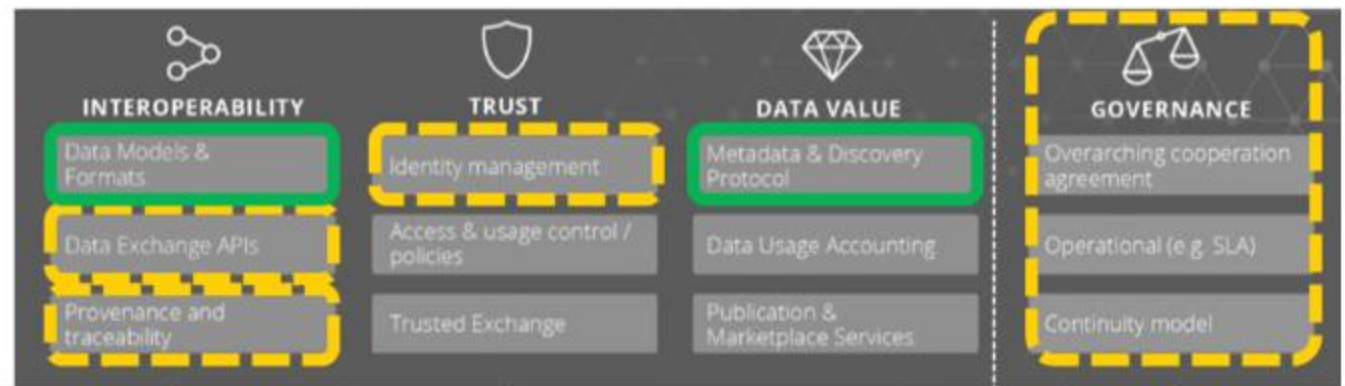 INTEROPERABILITY
Data Models &
Formats
Data Exchange APIs
Provenance and
traceability
TRUST
Identity management
Access & usage control /
policies
Trusted Exchange
DATA VALUE
Metadata & Discovery
Protocol
Data Usage Accounting
Publication &
Marketplace Services
GOVERNANCE
Overarching cooperation
agreement
Operational (e.g. SLA)
Continuity model